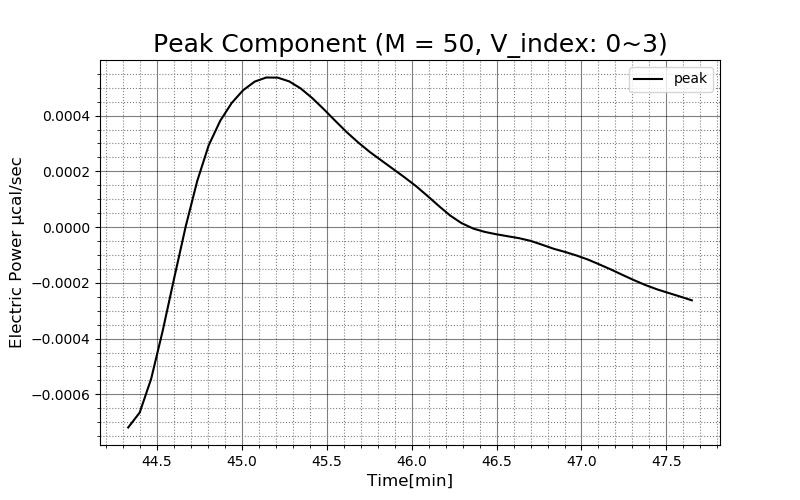 Peak Component (M = 50, V_index: 0~3)
peak
0.0004
0.0002
0.0000
−0.0002
−0.0004
−0.0006
Electric Power μcal/sec
44.5 45.0 45.5 46.0 46.5 47.0 47.5
Time[min]